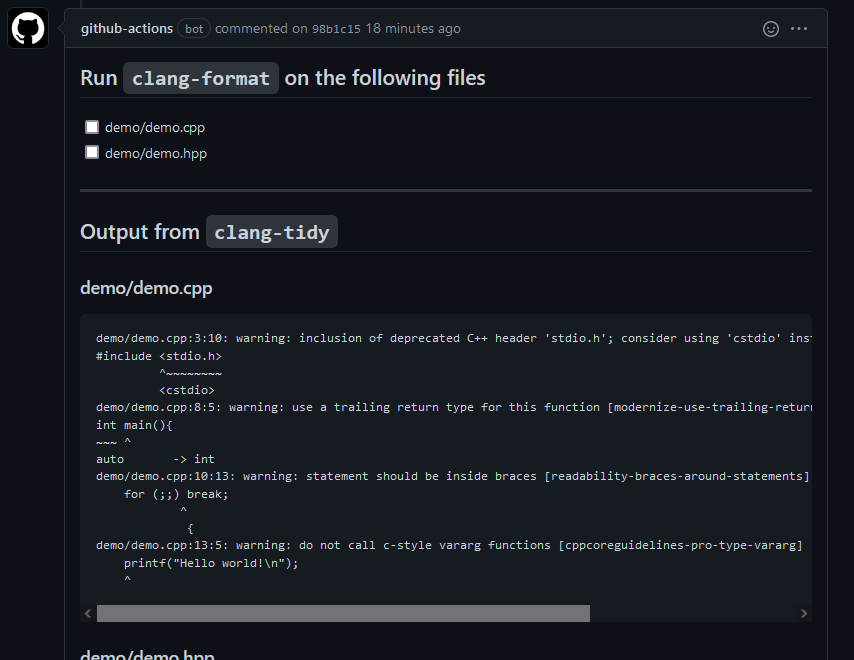 github-actions bot commented on 98b1c15 18 minutes ago
Run clang-format on the following files
demo/demo.cpp
demo/demo.hpp
Output from clang-tidy
demo/demo.cpp
demo/demo.cpp:3:10: warning: inclusion of deprecated C++ header 'stdio.h'; consider using 'cstdio' inst
#include <stdio.h>
         ^~~~~~~~~
         <cstdio>
demo/demo.cpp:8:5: warning: use a trailing return type for this function [modernize-use-trailing-return
int main(){
~~~ ^
auto       -> int
demo/demo.cpp:10:13: warning: statement should be inside braces [readability-braces-around-statements]
    for (;;) break;
            ^
             {
demo/demo.cpp:13:5: warning: do not call c-style vararg functions [cppcoreguidelines-pro-type-vararg]
    printf("Hello world!\n");
    ^
demo/demo.hpp